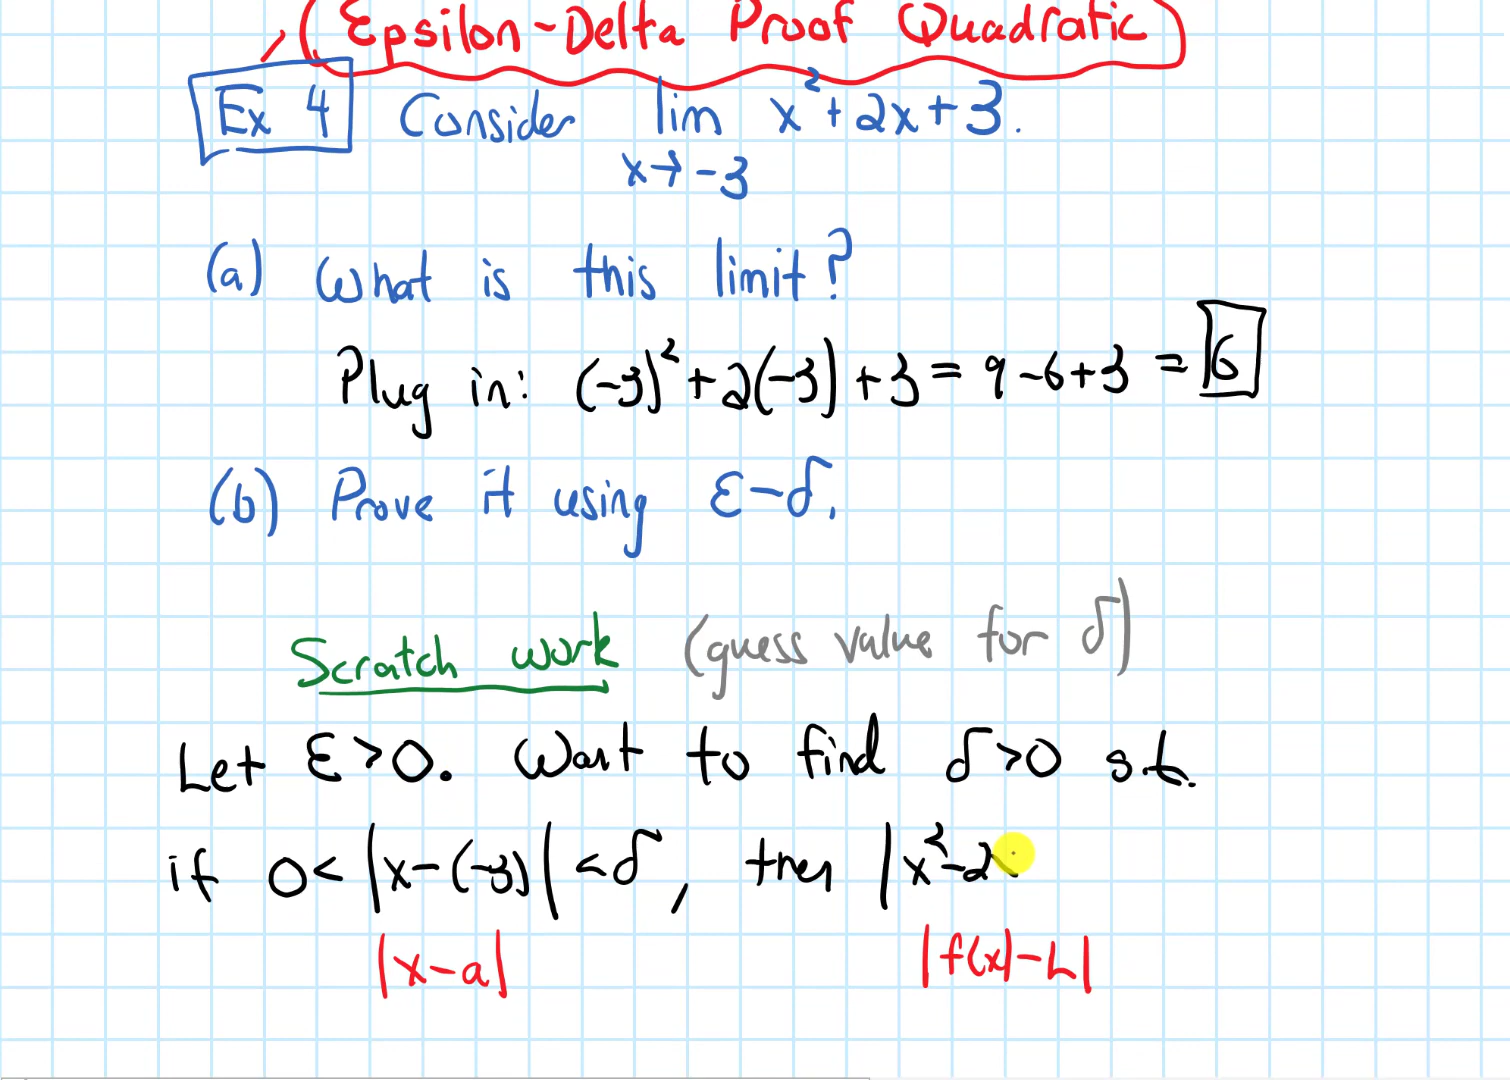 Epsilon-Delta Proof Quadratic
Ex 4 Consider lim x²+2x+3.
x→-3
(a) What is this limit?
Plug in: (-3)²+2(-3)+3 = 9-6+3 = 6
(b) Prove it using ε-δ.
Scratch work (guess value for δ)
Let ε>0. Want to find δ>0 s.t.
if 0<|x-(-3)|<δ, then |x²-2x
|x-a| |f(x)-L|